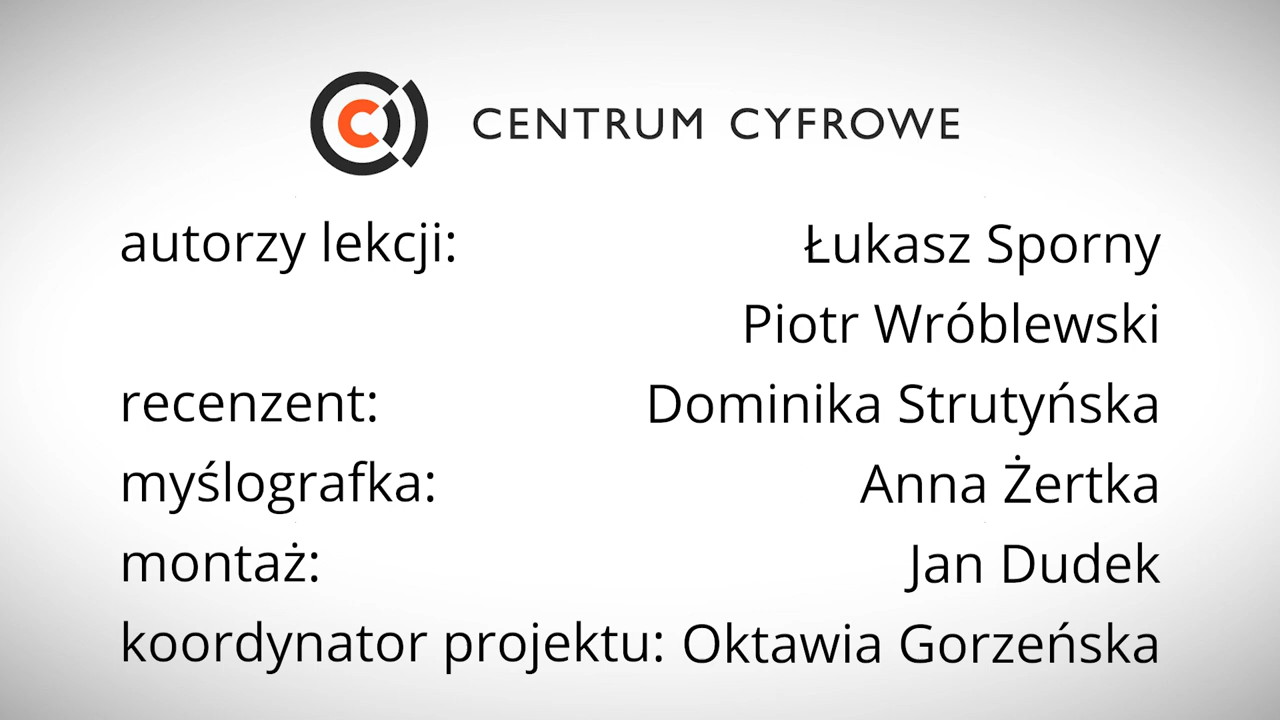 CENTRUM CYFROWE
autorzy lekcji: Łukasz Sporny
Piotr Wróblewski
recenzent: Dominika Strutyńska
myślografka: Anna Żertka
montaż: Jan Dudek
koordynator projektu: Oktawia Gorzeńska